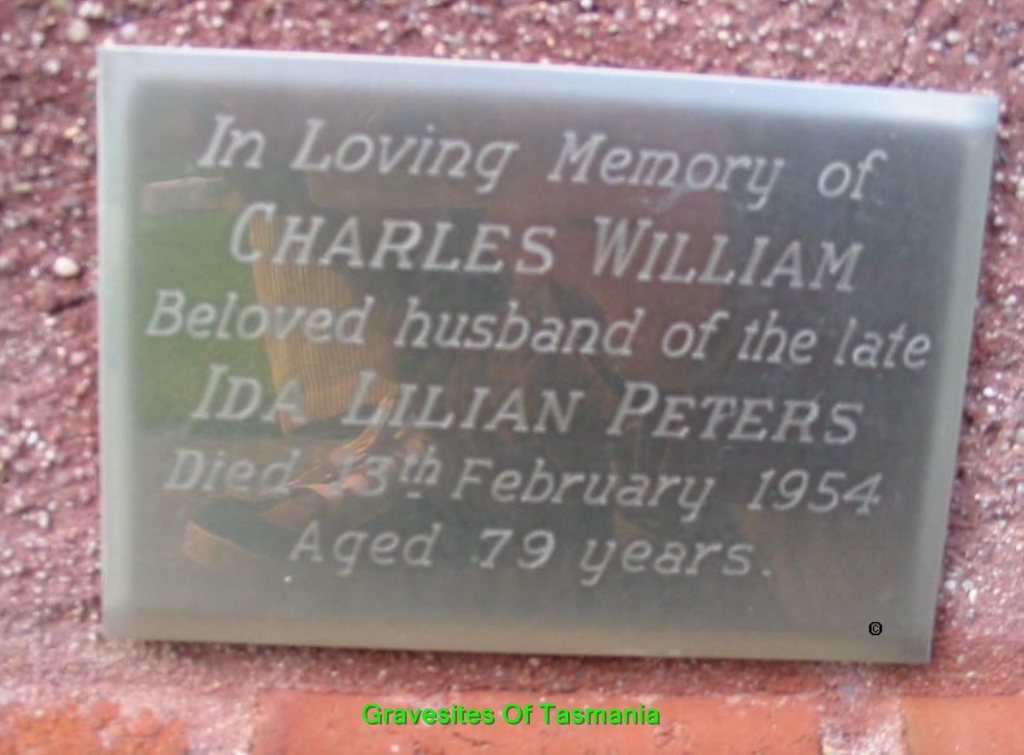 In Loving Memory of
CHARLES WILLIAM
Beloved husband of the late
IDA LILIAN PETERS
Died 13th February 1954
Aged 79 years.
©
Gravesites Of Tasmania